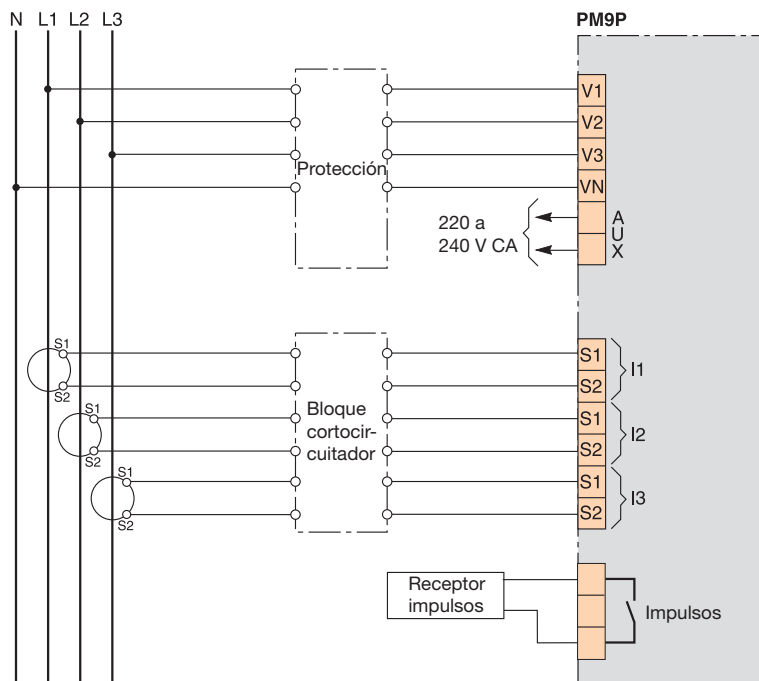 N L1 L2 L3
PM9P
V1
V2
V3
VN
Protección
220 a
240 V CA
A
U
X
S1
S2
S1
S2
S1
S2
Bloque
cortocir-
cuitador
S1
S2
S1
S2
S1
S2
I1
I2
I3
Receptor
impulsos
Impulsos